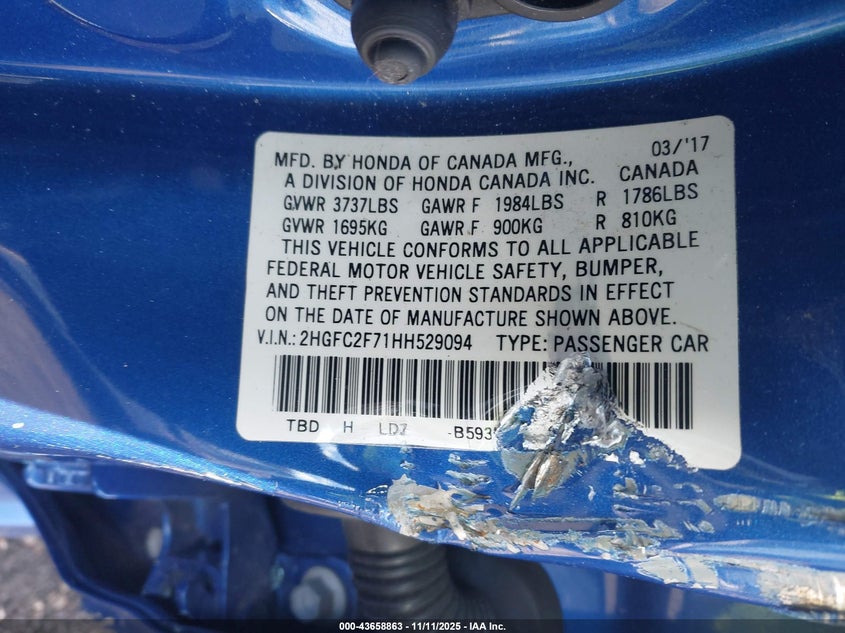 MFD. BY HONDA OF CANADA MFG., 03/'17
A DIVISION OF HONDA CANADA INC. CANADA
GVWR 3737LBS GAWR F 1984LBS R 1786LBS
GVWR 1695KG GAWR F 900KG R 810KG
THIS VEHICLE CONFORMS TO ALL APPLICABLE
FEDERAL MOTOR VEHICLE SAFETY, BUMPER,
AND THEFT PREVENTION STANDARDS IN EFFECT
ON THE DATE OF MANUFACTURE SHOWN ABOVE.
V.I.N.: 2HGFC2F71HH529094 TYPE: PASSENGER CAR
TBD H
000-43658863 - 11/11/2025 - IAA Inc.